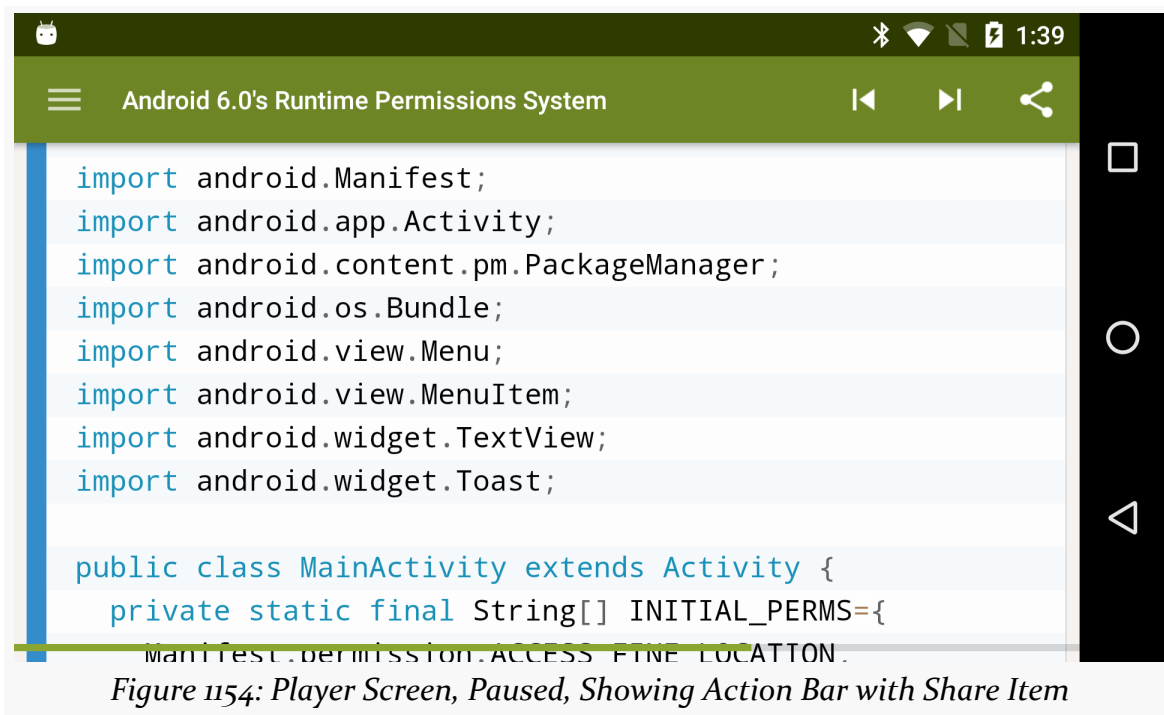 1:39
Android 6.0's Runtime Permissions System
import android.Manifest;
import android.app.Activity;
import android.content.pm.PackageManager;
import android.os.Bundle;
import android.view.Menu;
import android.view.MenuItem;
import android.widget.TextView;
import android.widget.Toast;
public class MainActivity extends Activity {
private static final String[] INITIAL_PERMS={
Manifest.permission.ACCESS_FINE_LOCATION,
Figure 1154: Player Screen, Paused, Showing Action Bar with Share Item